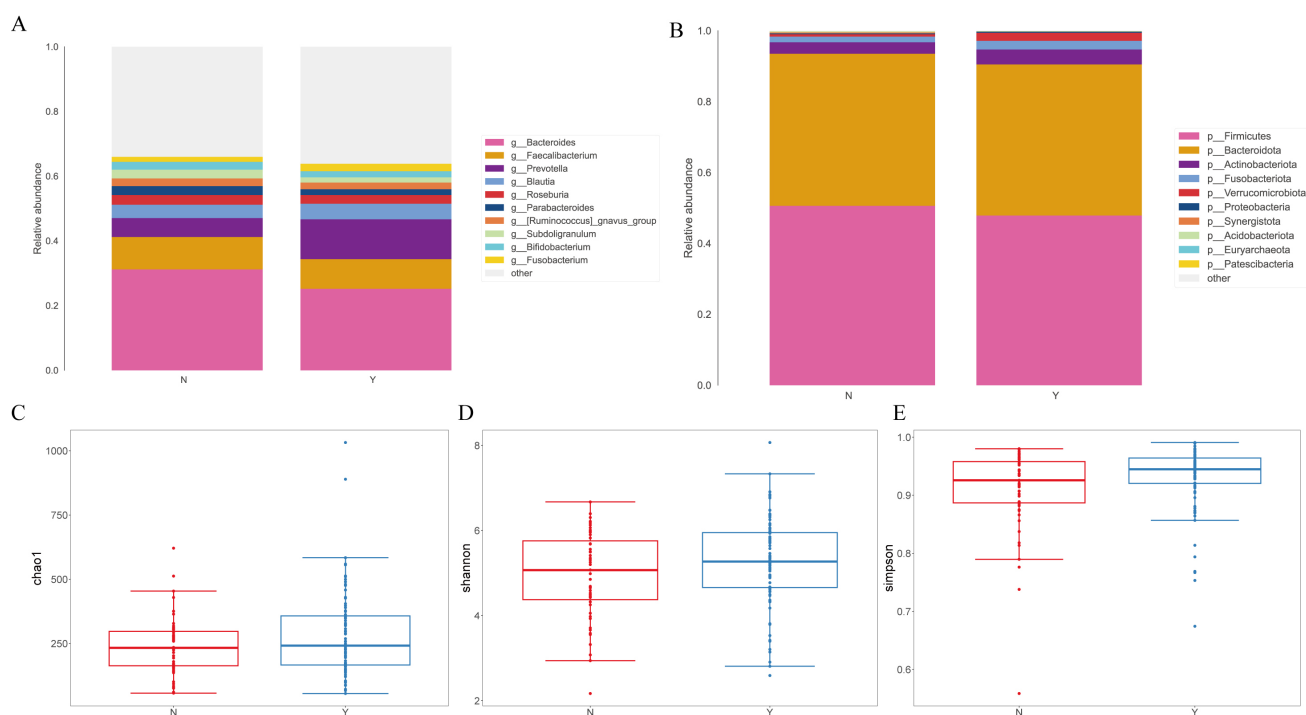 A
Relative abundance
1.0
0.8
0.6
0.4
0.2
0.0
N
Y
g__Bacteroides
g__Faecalibacterium
g__Prevotella
g__Blautia
g__Roseburia
g__Parabacteroides
g__[Ruminococcus]_gnavus_group
g__Subdoligranulum
g__Bifidobacterium
g__Fusobacterium
other
B
Relative abundance
1.0
0.8
0.6
0.4
0.2
0.0
N
Y
p__Firmicutes
p__Bacteroidota
p__Actinobacteriota
p__Fusobacteriota
p__Verrucomicrobiota
p__Proteobacteria
p__Synergistota
p__Acidobacteriota
p__Euryarchaeota
p__Patescibacteria
other
C
chao1
1000
750
500
250
N
Y
D
shannon
8
6
4
2
N
Y
E
simpson
1.0
0.9
0.8
0.7
0.6
N
Y